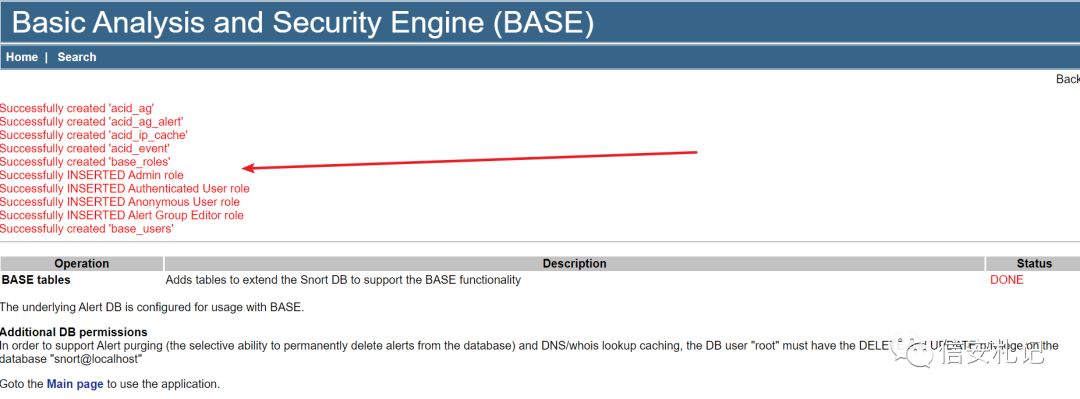 Basic Analysis and Security Engine (BASE)
Home | Search
Back
Successfully created 'acid_ag'
Successfully created 'acid_ag_alert'
Successfully created 'acid_ip_cache'
Successfully created 'acid_event'
Successfully created 'base_roles'
Successfully INSERTED Admin role
Successfully INSERTED Authenticated User role
Successfully INSERTED Anonymous User role
Successfully INSERTED Alert Group Editor role
Successfully created 'base_users'
Operation Description Status
BASE tables Adds tables to extend the Snort DB to support the BASE functionality DONE
The underlying Alert DB is configured for usage with BASE.
Additional DB permissions
In order to support Alert purging (the selective ability to permanently delete alerts from the database) and DNS/whois lookup caching, the DB user "root" must have the DELETE and UPDATE privilege on the
database "snort@localhost"
信安札记
Goto the Main page to use the application.